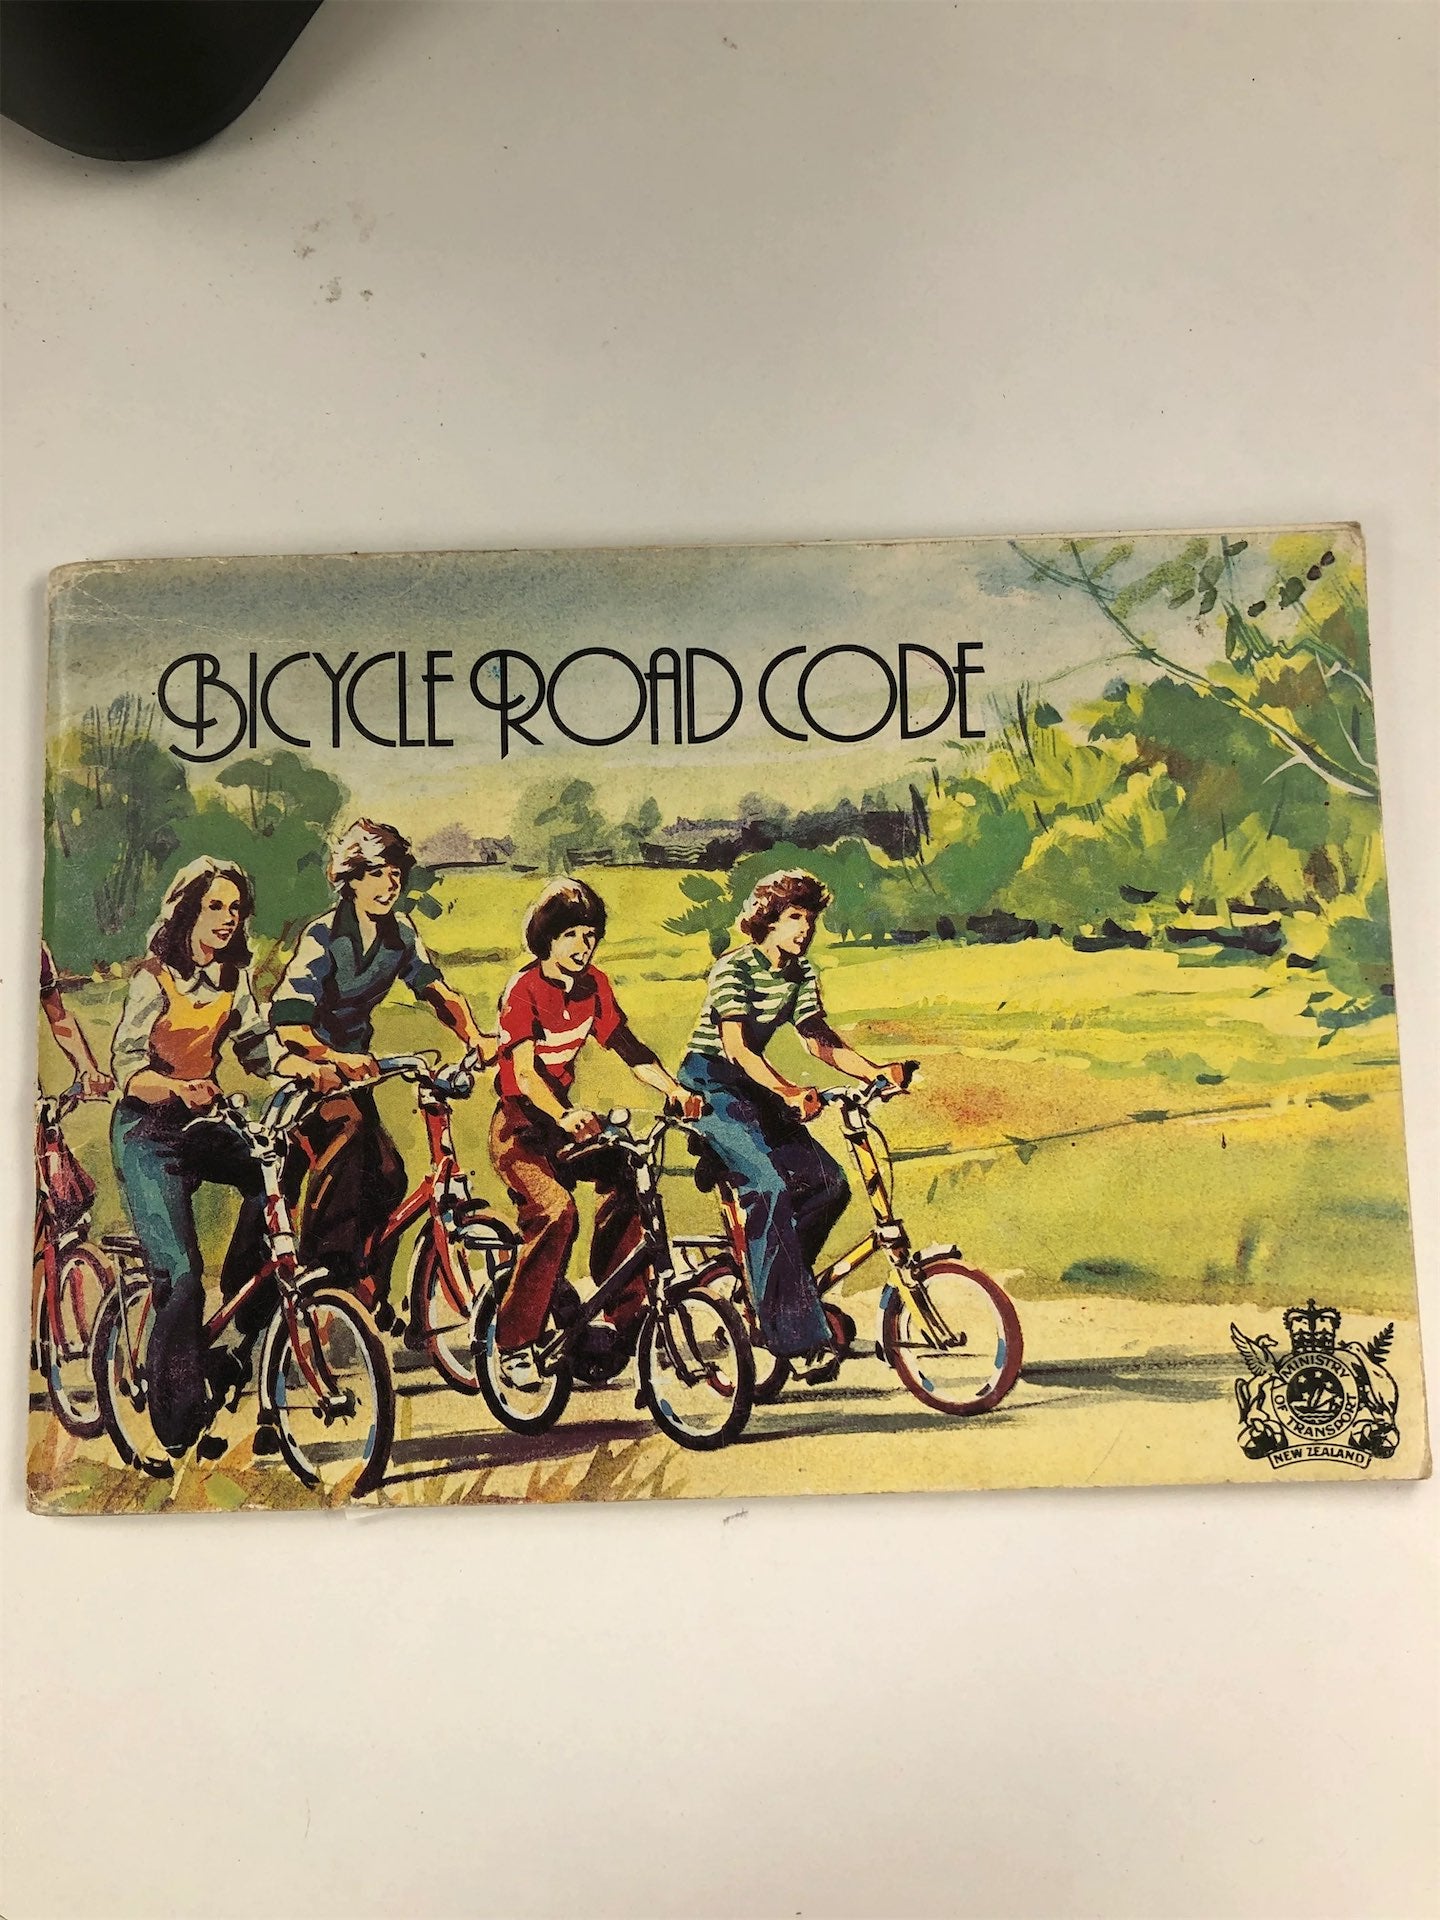 BICYCLE ROAD CODE
MINISTRY
OF TRANSPORT
NEW ZEALAND